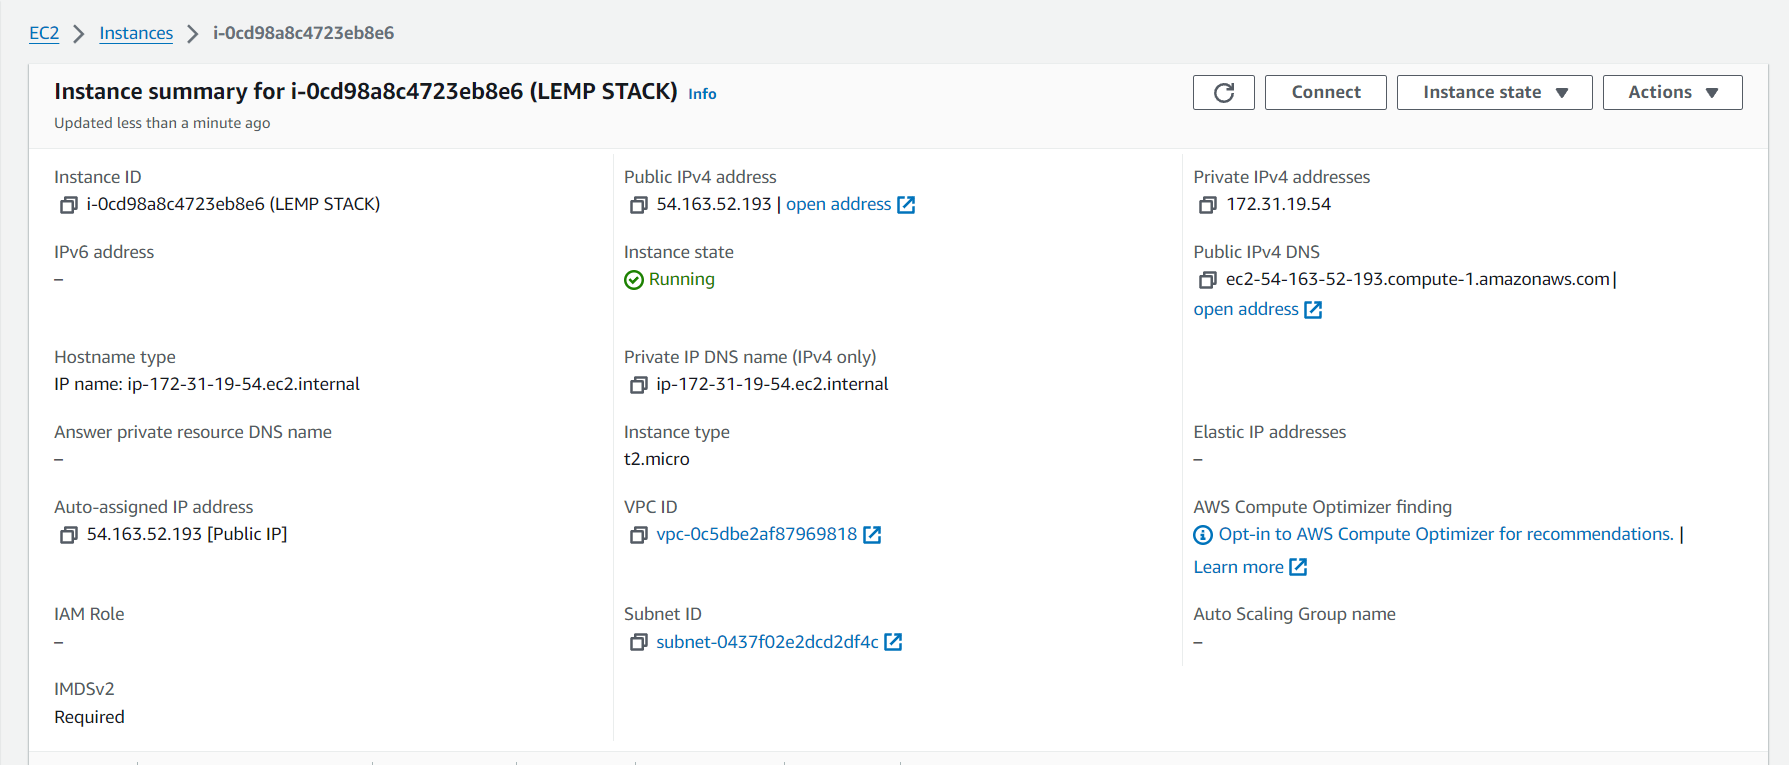 EC2 > Instances > i-0cd98a8c4723eb8e6
Instance summary for i-0cd98a8c4723eb8e6 (LEMP STACK) Info
Updated less than a minute ago
Connect
Instance state
Actions
Instance ID
i-0cd98a8c4723eb8e6 (LEMP STACK)
Public IPv4 address
54.163.52.193 | open address
Private IPv4 addresses
172.31.19.54
IPv6 address
–
Instance state
Running
Public IPv4 DNS
ec2-54-163-52-193.compute-1.amazonaws.com |
open address
Hostname type
IP name: ip-172-31-19-54.ec2.internal
Private IP DNS name (IPv4 only)
ip-172-31-19-54.ec2.internal
Answer private resource DNS name
–
Instance type
t2.micro
Elastic IP addresses
–
Auto-assigned IP address
54.163.52.193 [Public IP]
VPC ID
vpc-0c5dbe2af87969818
AWS Compute Optimizer finding
Opt-in to AWS Compute Optimizer for recommendations. |
Learn more
IAM Role
–
Subnet ID
subnet-0437f02e2dcd2df4c
Auto Scaling Group name
–
IMDSv2
Required